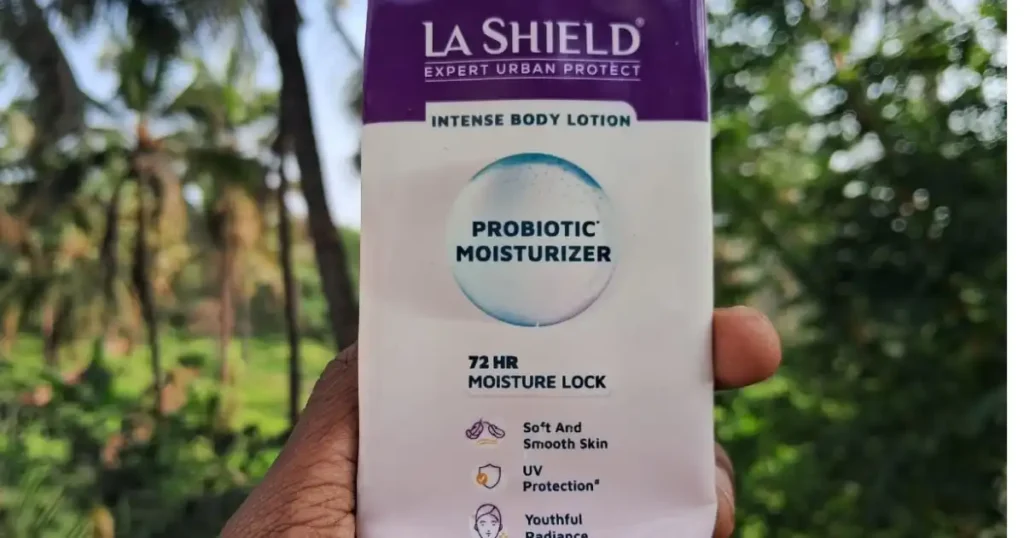 LA SHIELD®
EXPERT URBAN PROTECT
INTENSE BODY LOTION
PROBIOTIC*
MOISTURIZER
72 HR
MOISTURE LOCK
Soft And
Smooth Skin
UV
Protection#
Youthful
Radiance